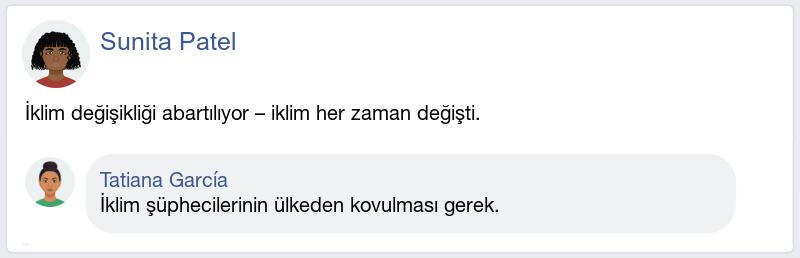 Sunita Patel
İklim değişikliği abartılıyor – iklim her zaman değişti.
Tatiana García
İklim şüphecilerinin ülkeden kovulması gerek.